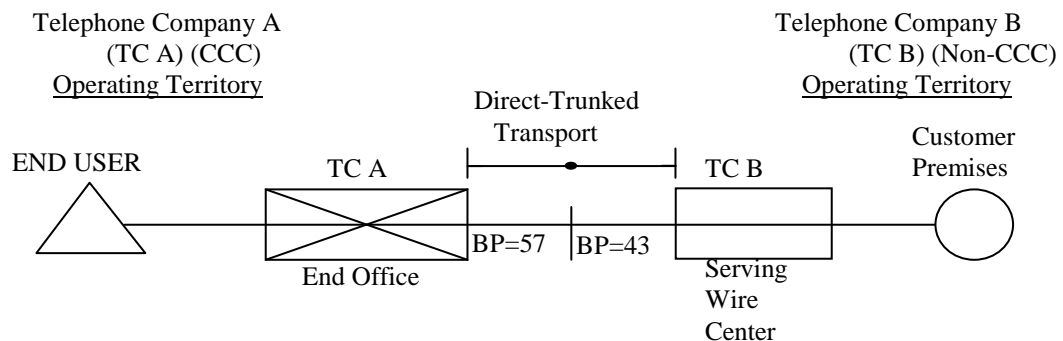 Telephone Company A
(TC A) (CCC)
Operating Territory
Telephone Company B
(TC B) (Non-CCC)
Operating Territory
Direct-Trunked
Transport
END USER
TC A
TC B
Customer
Premises
BP=57
BP=43
End Office
Serving
Wire
Center